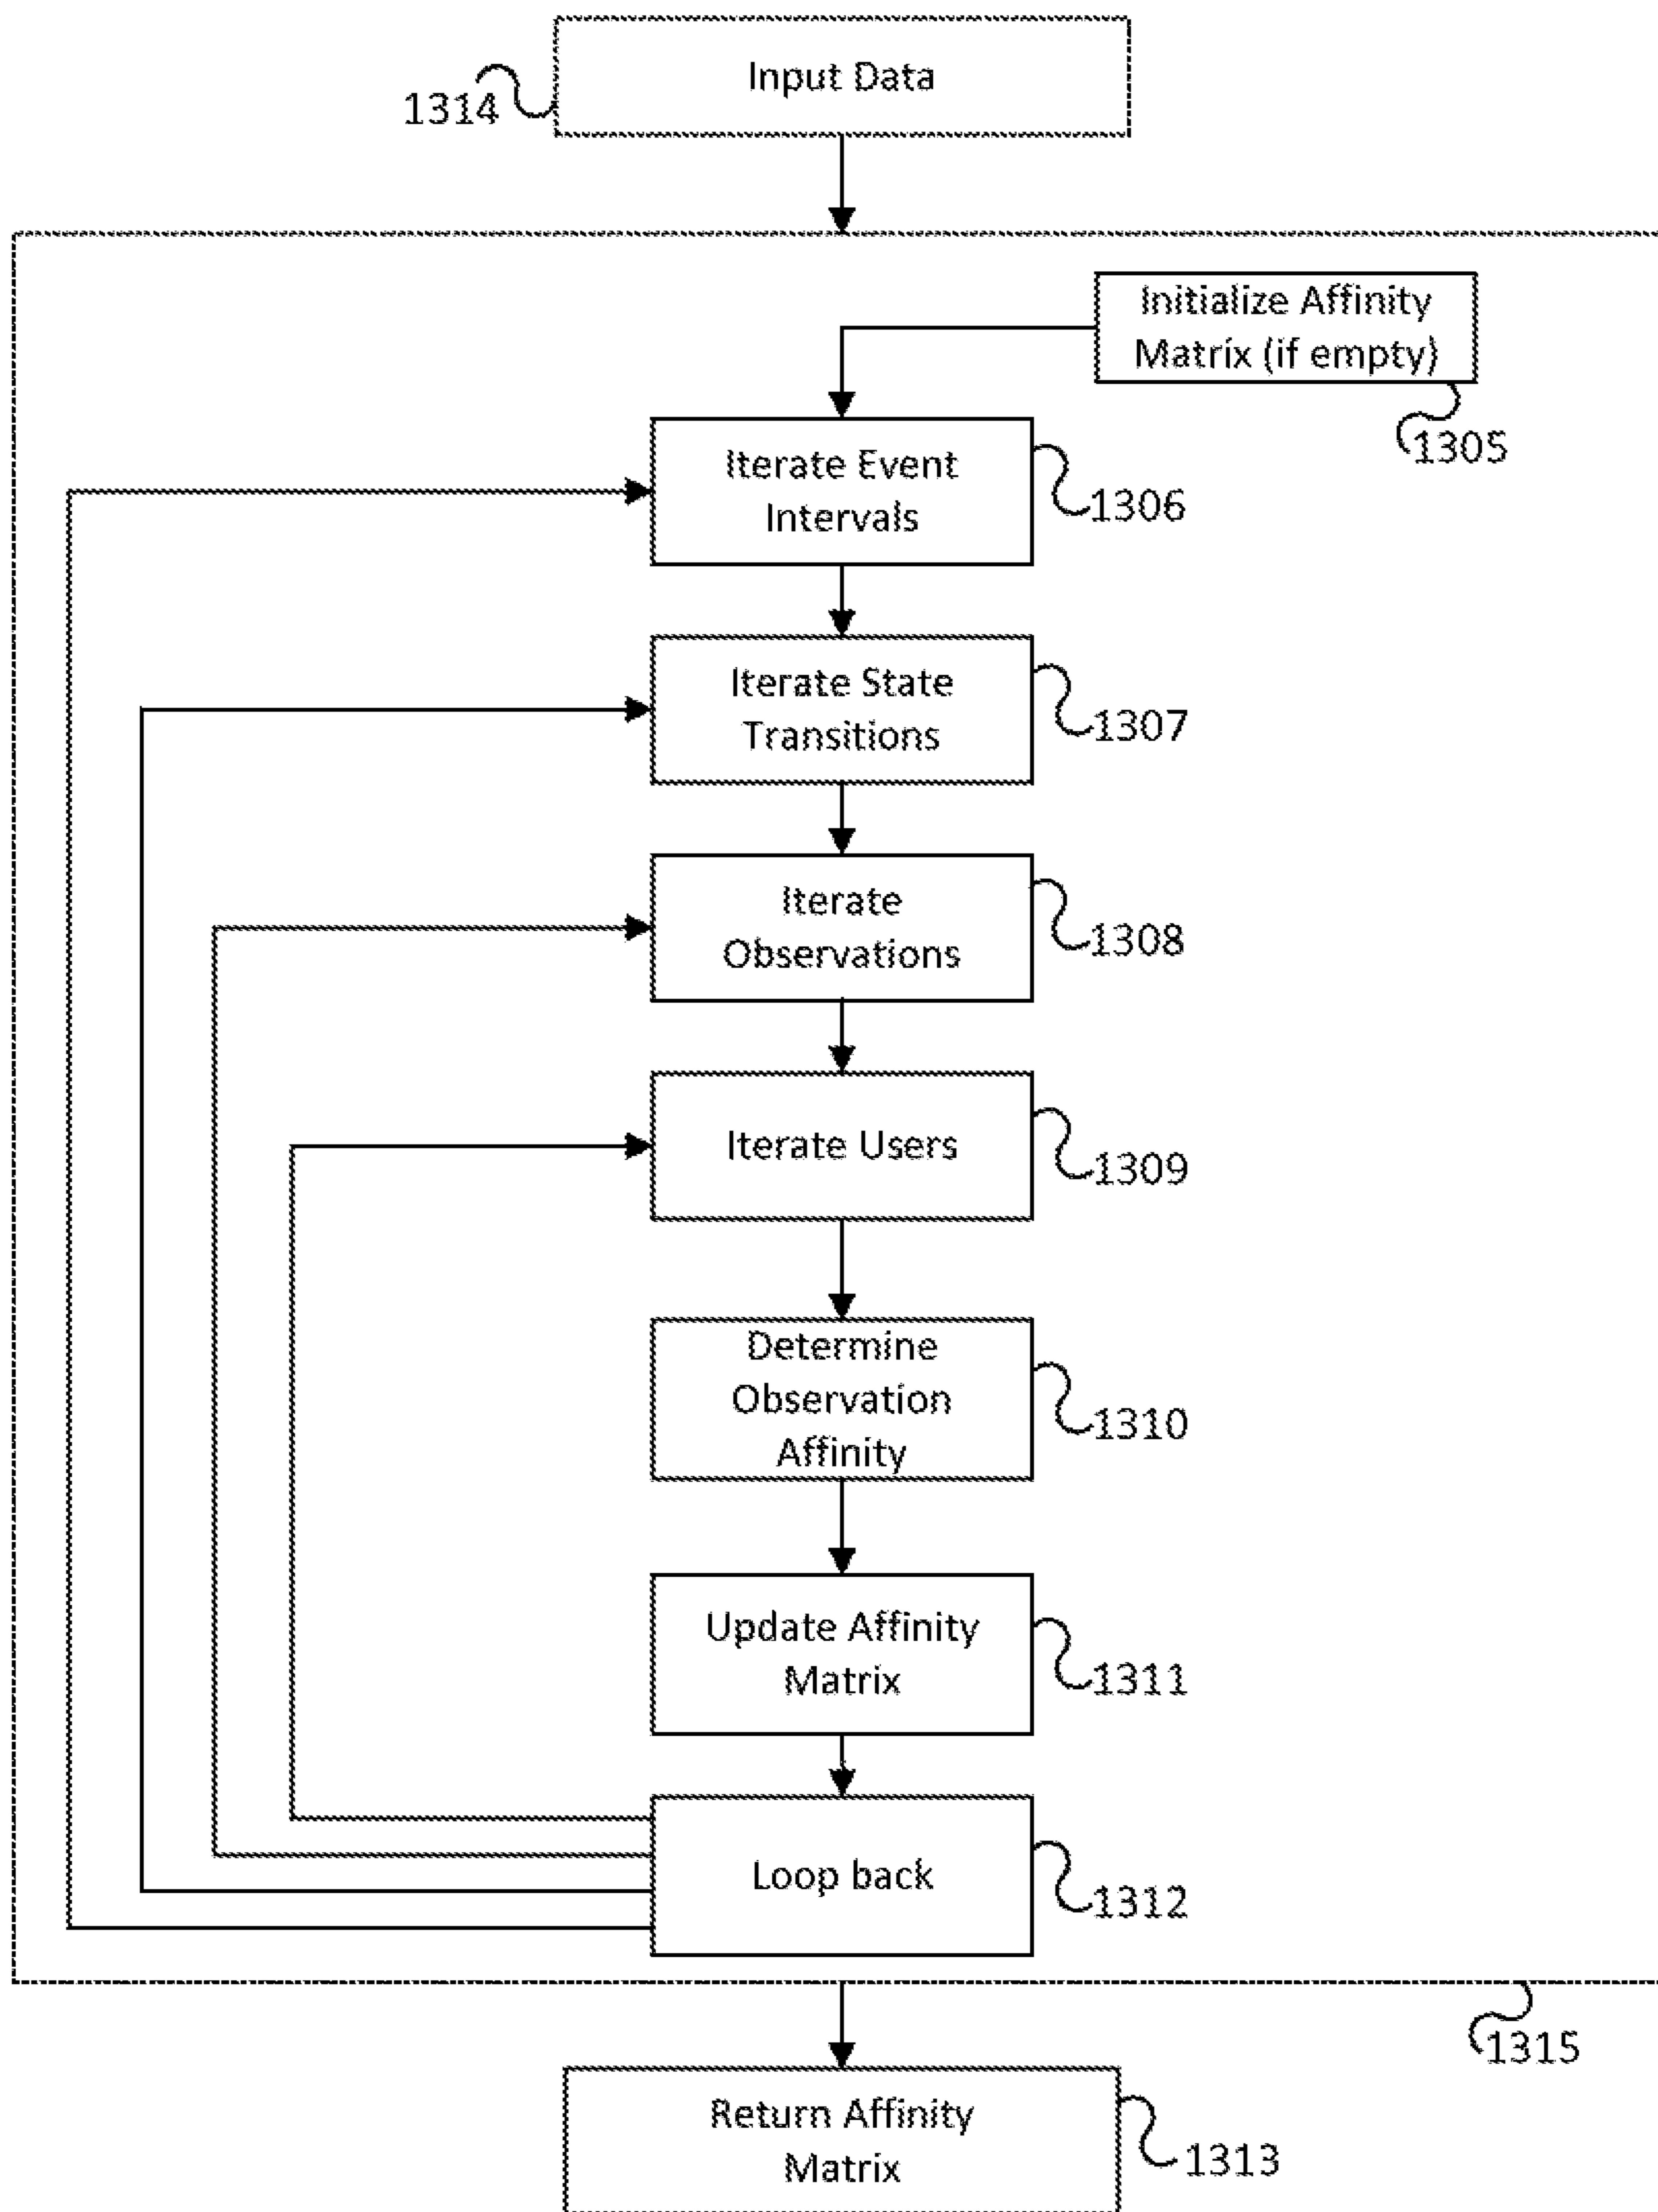 Input Data
1314
Initialize Affinity
Matrix (if empty)
1305
Iterate Event
Intervals
1306
Iterate State
Transitions
1307
Iterate
Observations
1308
Iterate Users
1309
Determine
Observation
Affinity
1310
Update Affinity
Matrix
1311
Loop back
1312
1315
Return Affinity
Matrix
1313